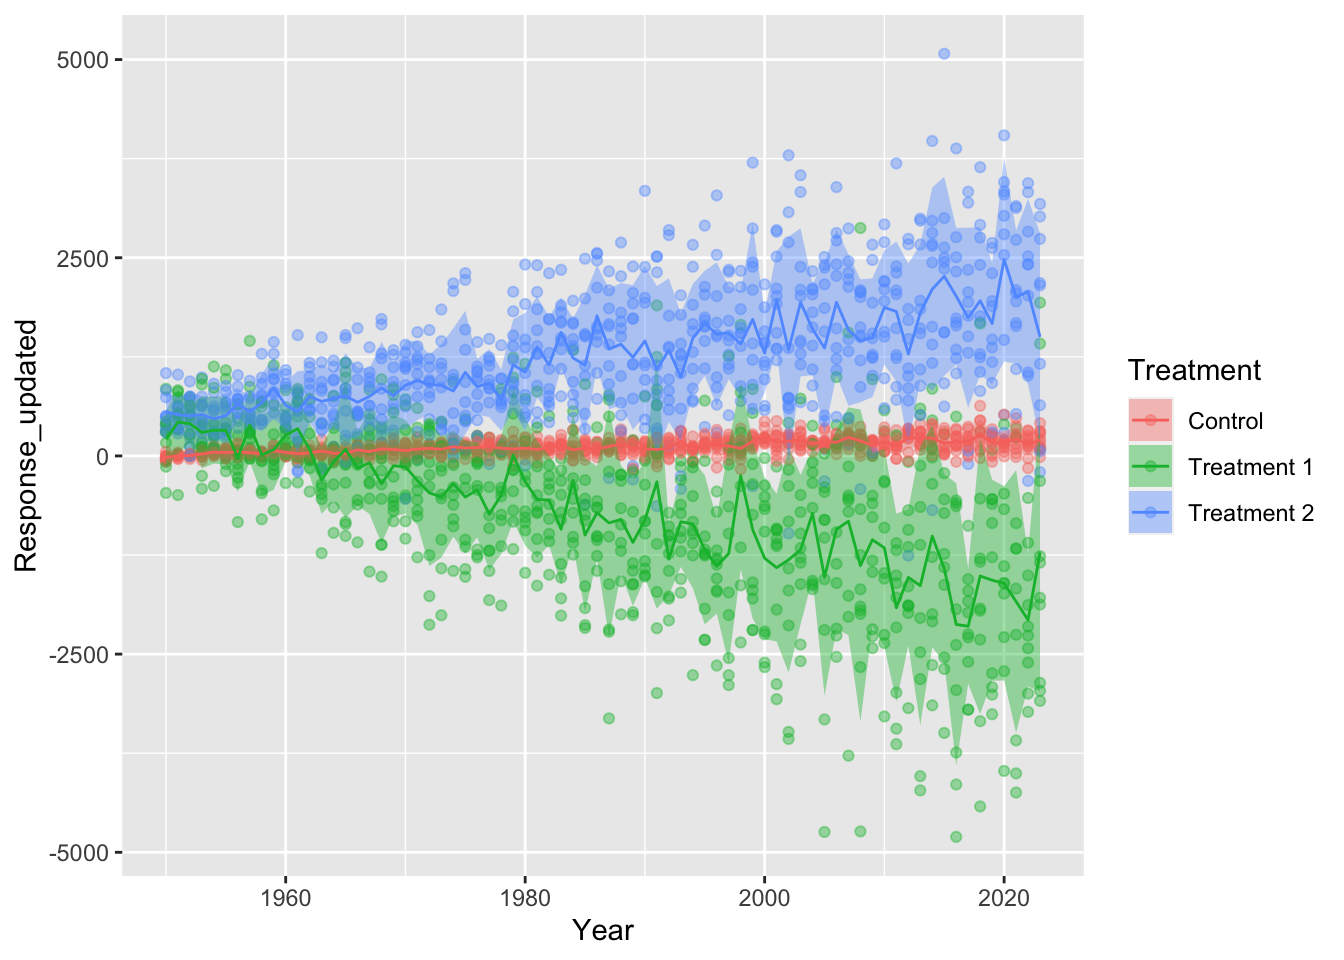 5000
2500
0
-2500
-5000
Response_updated
1960
1980
2000
2020
Year
Treatment
Control
Treatment 1
Treatment 2